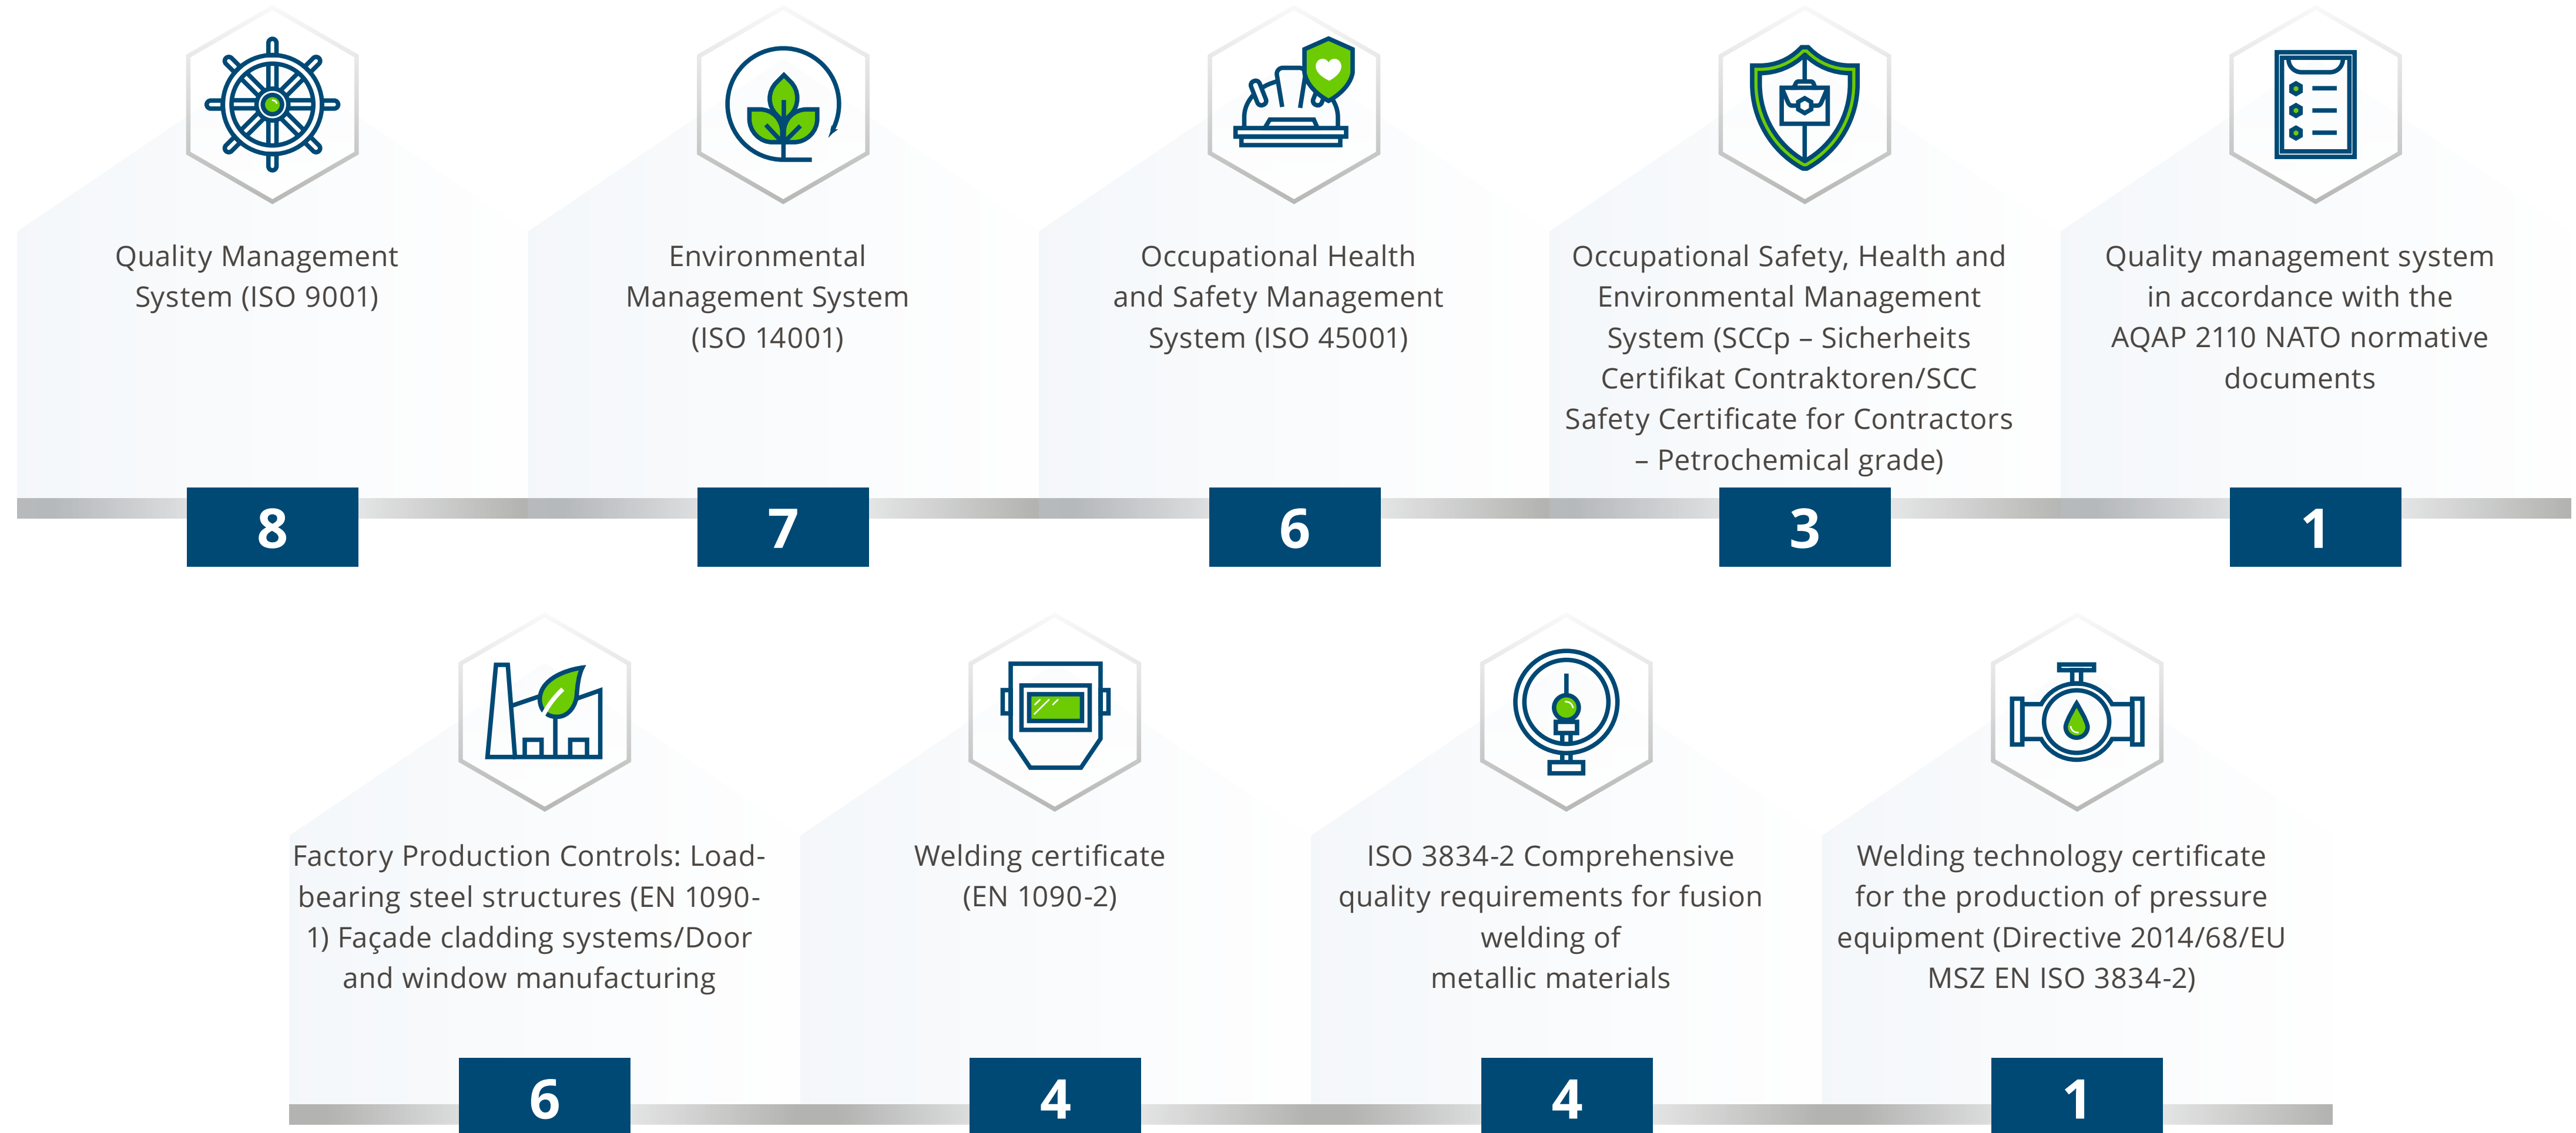 Quality Management
System (ISO 9001)
8
Environmental
Management System
(ISO 14001)
7
Occupational Health
and Safety Management
System (ISO 45001)
6
Occupational Safety, Health and
Environmental Management
System (SCCp – Sicherheits
Certifikat Contraktoren/SCC
Safety Certificate for Contractors
– Petrochemical grade)
3
Quality management system
in accordance with the
AQAP 2110 NATO normative
documents
1
Factory Production Controls: Load-
bearing steel structures (EN 1090-
1) Façade cladding systems/Door
and window manufacturing
6
Welding certificate
(EN 1090-2)
4
ISO 3834-2 Comprehensive
quality requirements for fusion
welding of
metallic materials
4
Welding technology certificate
for the production of pressure
equipment (Directive 2014/68/EU
MSZ EN ISO 3834-2)
1